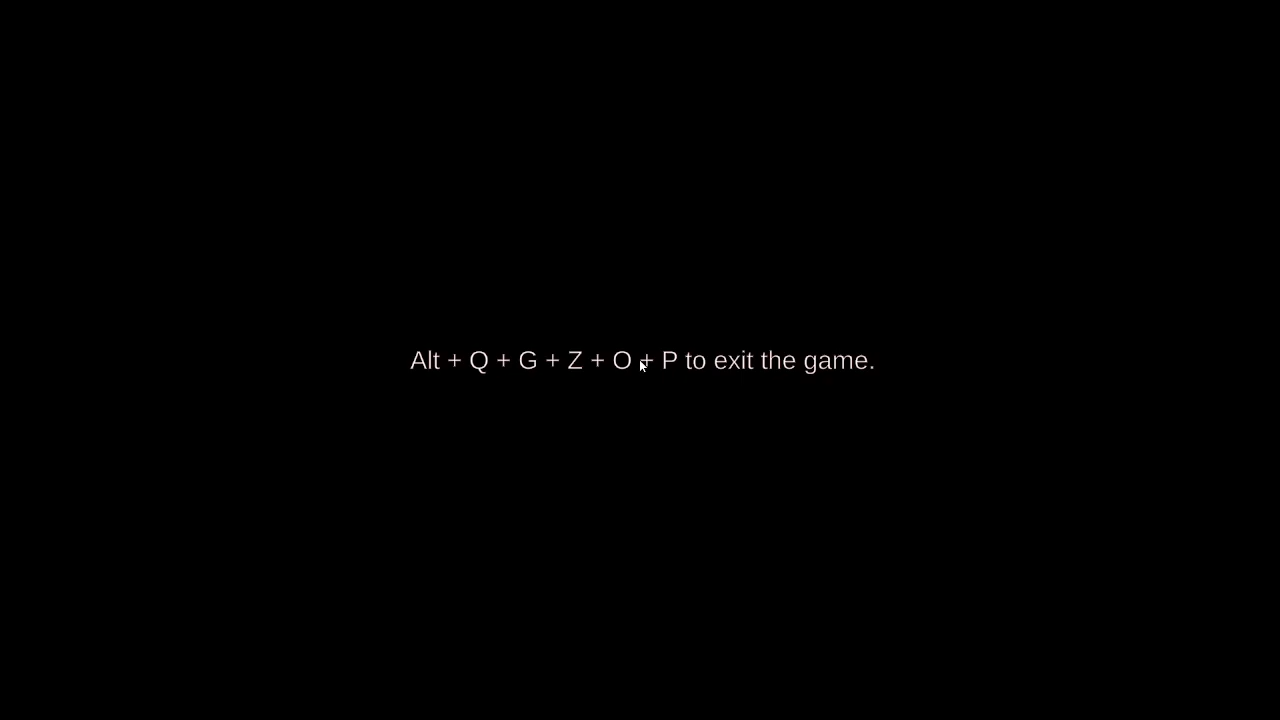 Alt + Q + G + Z + O + P to exit the game.